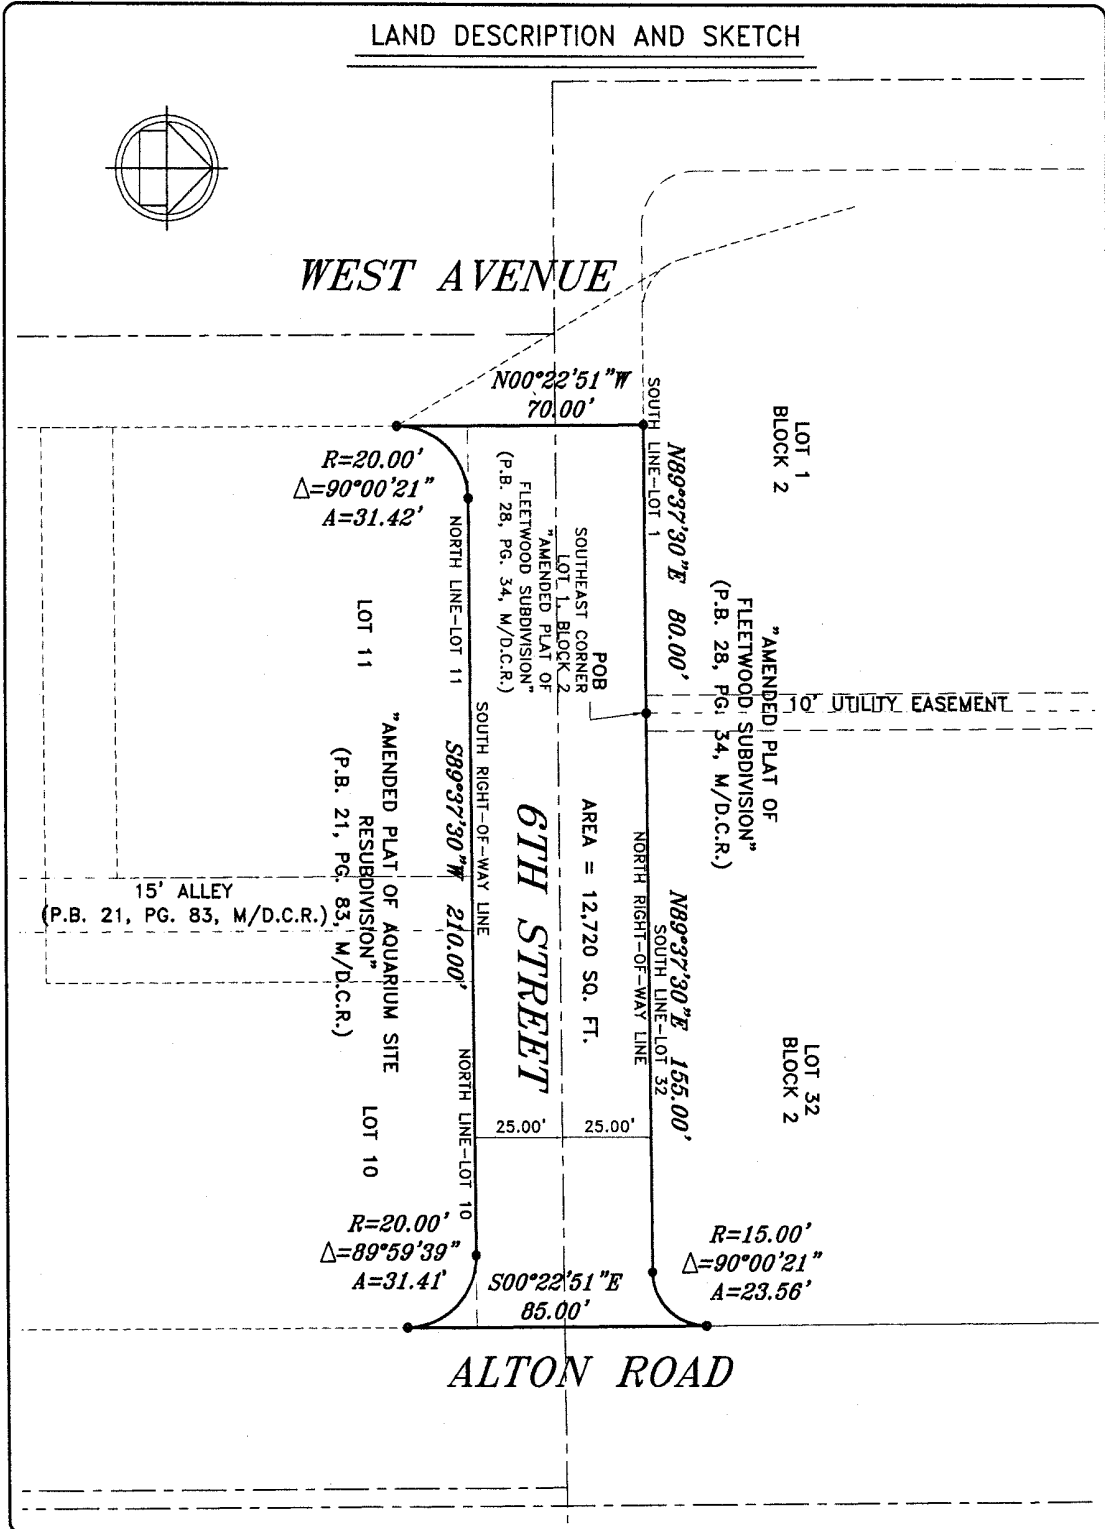 LAND DESCRIPTION AND SKETCH
WEST AVENUE
N00°22'51"W
70.00'
R=20.00'
Δ=90°00'21"
A=31.42'
SOUTH LINE-LOT 1
N89°37'30"E 80.00'
LOT 1
BLOCK 2
"AMENDED PLAT OF
FLEETWOOD SUBDIVISION"
(P.B. 28, PG. 34, M/D.C.R.)
POB
SOUTHEAST CORNER
LOT 1, BLOCK 2
"AMENDED PLAT OF
FLEETWOOD SUBDIVISION"
(P.B. 28, PG. 34, M/D.C.R.)
10' UTILITY EASEMENT
NORTH LINE-LOT 11
LOT 11
SOUTH RIGHT-OF-WAY LINE
S89°37'30"W 210.00'
"AMENDED PLAT OF AQUARIUM SITE
RESUBDIVISION"
(P.B. 21, PG. 83, M/D.C.R.)
15' ALLEY
(P.B. 21, PG. 83, M/D.C.R.)
6TH STREET
AREA = 12,720 SQ. FT.
NORTH RIGHT-OF-WAY LINE
N89°37'30"E 155.00'
SOUTH LINE-LOT 32
LOT 32
BLOCK 2
25.00'
25.00'
NORTH LINE-LOT 10
LOT 10
R=20.00'
Δ=89°59'39"
A=31.41'
S00°22'51"E
85.00'
R=15.00'
Δ=90°00'21"
A=23.56'
ALTON ROAD